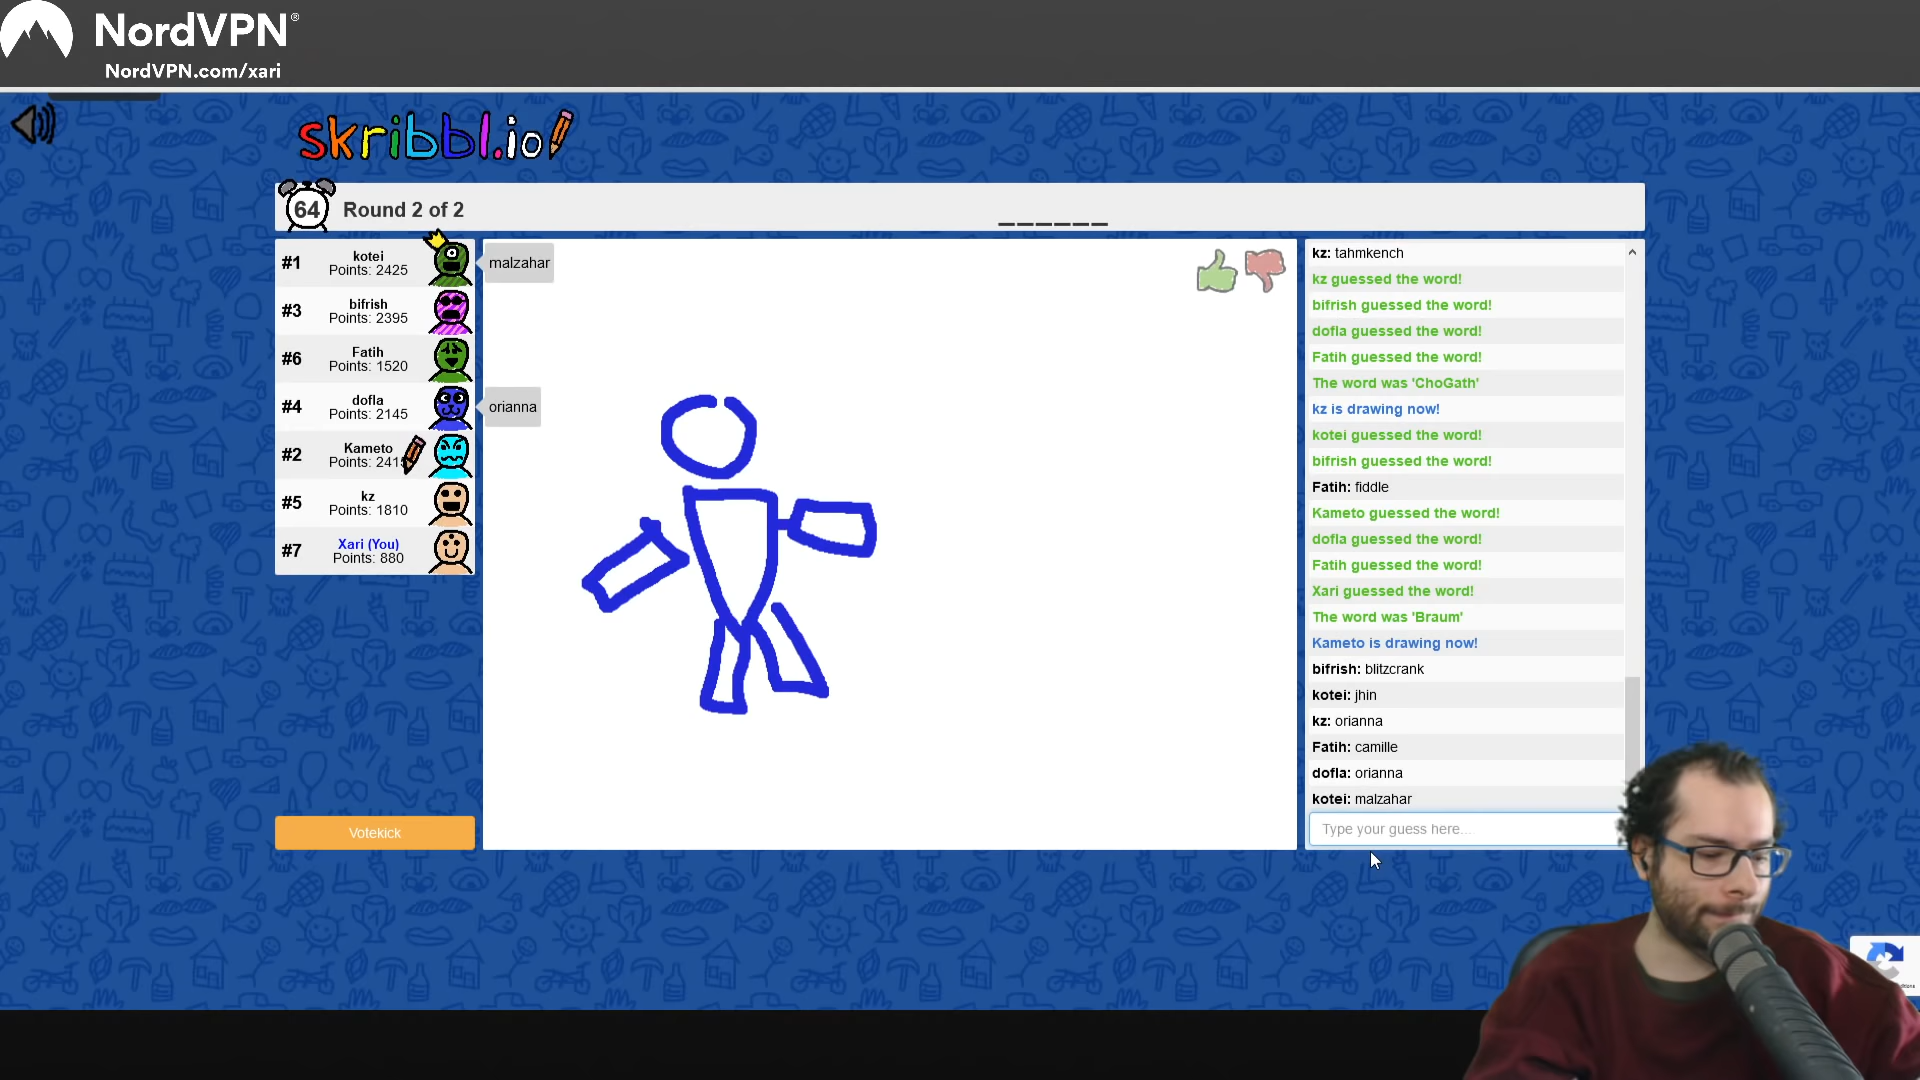 NordVPN®
NordVPN.com/xari
skribbl.io
64
Round 2 of 2
______
#1
kotei
Points: 2425
malzahar
#3
bifrish
Points: 2395
#6
Fatih
Points: 1520
#4
dofla
Points: 2145
orianna
#2
Kameto
Points: 2415
#5
kz
Points: 1810
#7
Xari (You)
Points: 880
Votekick
kz: tahmkench
kz guessed the word!
bifrish guessed the word!
dofla guessed the word!
Fatih guessed the word!
The word was 'ChoGath'
kz is drawing now!
kotei guessed the word!
bifrish guessed the word!
Fatih: fiddle
Kameto guessed the word!
dofla guessed the word!
Fatih guessed the word!
Xari guessed the word!
The word was 'Braum'
Kameto is drawing now!
bifrish: blitzcrank
kotei: jhin
kz: orianna
Fatih: camille
dofla: orianna
kotei: malzahar
Type your guess here...